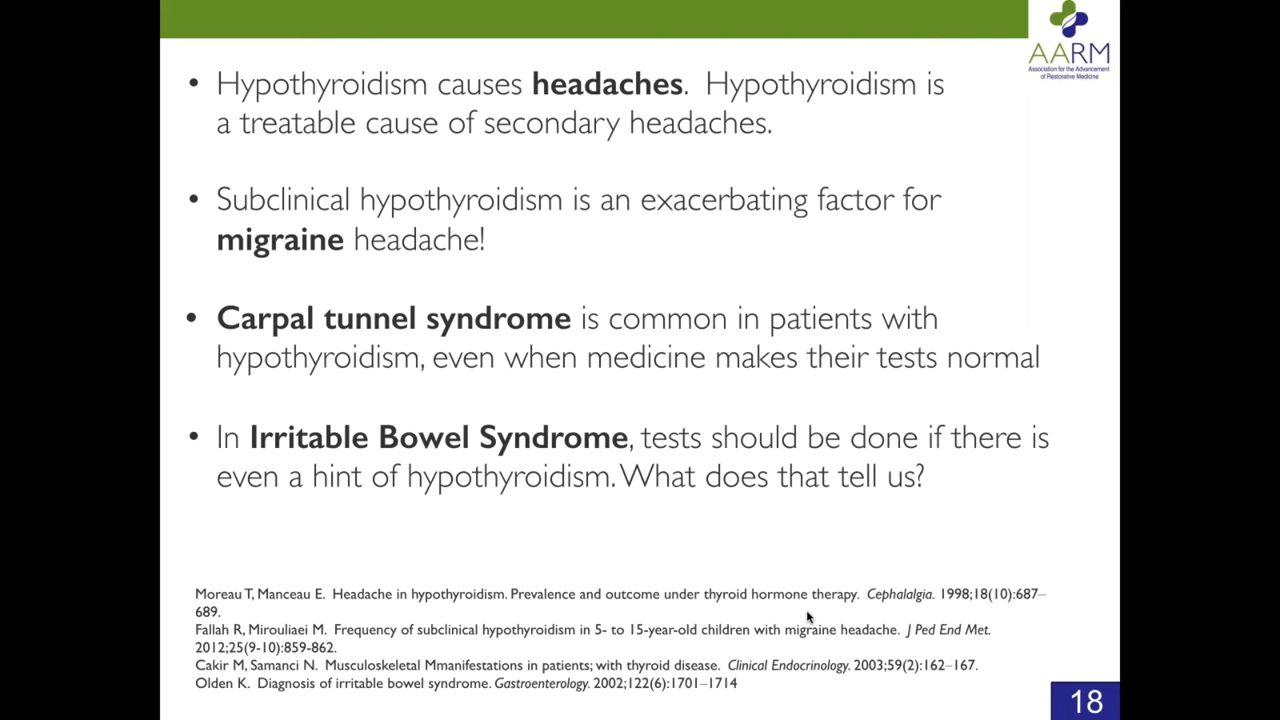 AARM
Association for the Advancement
of Restorative Medicine
• Hypothyroidism causes headaches. Hypothyroidism is
a treatable cause of secondary headaches.
• Subclinical hypothyroidism is an exacerbating factor for
migraine headache!
• Carpal tunnel syndrome is common in patients with
hypothyroidism, even when medicine makes their tests normal
• In Irritable Bowel Syndrome, tests should be done if there is
even a hint of hypothyroidism. What does that tell us?
Moreau T, Manceau E. Headache in hypothyroidism. Prevalence and outcome under thyroid hormone therapy. Cephalalgia. 1998;18(10):687–
689.
Fallah R, Mirouliaei M. Frequency of subclinical hypothyroidism in 5- to 15-year-old children with migraine headache. J Ped End Met.
2012;25(9-10):859-862.
Cakir M, Samanci N. Musculoskeletal Mmanifestations in patients; with thyroid disease. Clinical Endocrinology. 2003;59(2):162–167.
Olden K. Diagnosis of irritable bowel syndrome. Gastroenterology. 2002;122(6):1701–1714
18